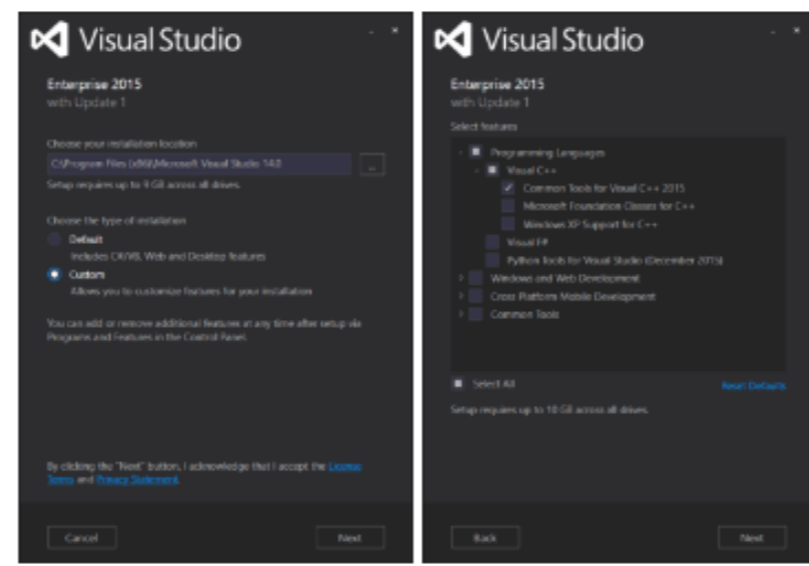 Visual Studio
Enterprise 2015
with Update 1
Choose your installation location
C:\Program Files (x86)\Microsoft Visual Studio 14.0
...
Setup requires up to 9 GB across all drives.
Choose the type of installation
Default
Includes C#/VB, Web and Desktop features
Custom
Allows you to customize features for your installation
You can add or remove additional features at any time after setup via
Programs and Features in the Control Panel.
By clicking the "Next" button, I acknowledge that I accept the License
Terms and Privacy Statement.
Cancel
Next
Visual Studio
Enterprise 2015
with Update 1
Select features
Programming Languages
Visual C++
Common Tools for Visual C++ 2015
Microsoft Foundation Classes for C++
Windows XP Support for C++
Visual F#
Python Tools for Visual Studio (December 2015)
Windows and Web Development
Cross Platform Mobile Development
Common Tools
Select All
Reset Defaults
Setup requires up to 10 GB across all drives.
Back
Next